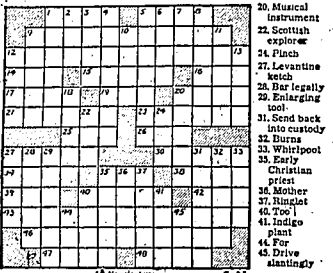 1 2 3 4 5 6 7 8
9 10 11
12 13
14 15 16
17 18 19 20
21 22 23 24
25 26
27 28 29 30 31 32 33
34 35 36 37 38
39 40 41 42
43 44 45
46
47 48
20. Musical
instrument
22. Scottish
explorer
24. Pinch
27. Levantine
ketch
28. Bar legally
29. Enlarging
tool
31. Send back
into custody
32. Burns
33. Whirlpool
35. Early
Christian
priest
38. Mother
37. Ringlet
40. Too
41. Indigo
plant
44. For
45. Drive
slantingly